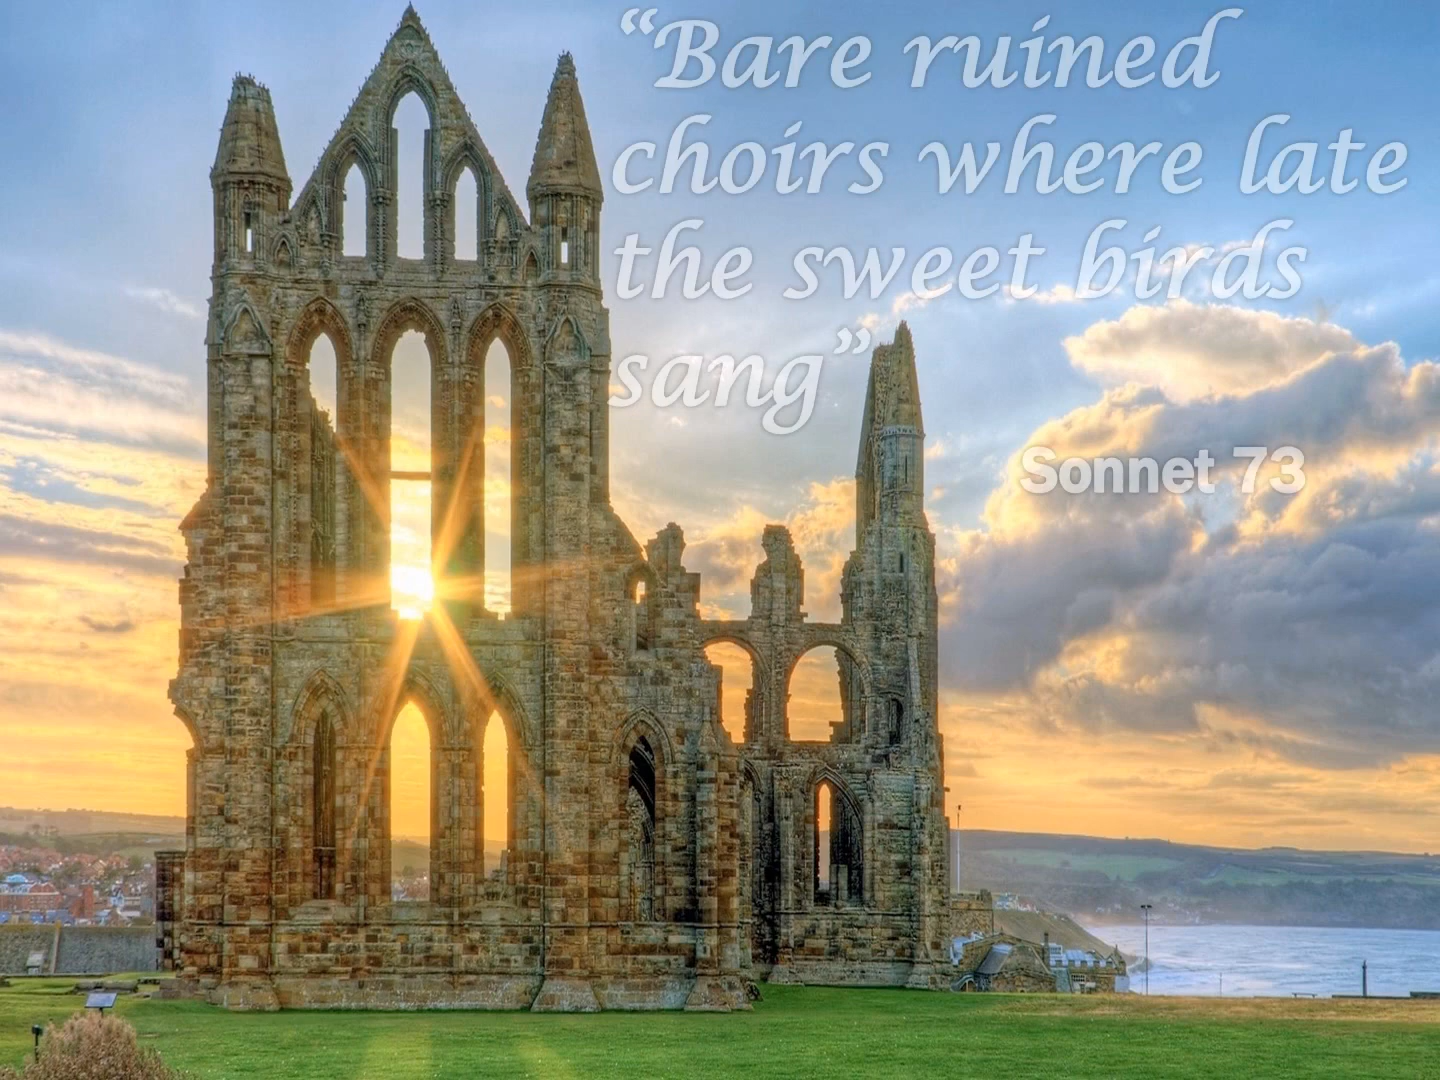 “Bare ruined
choirs where late
the sweet birds
sang”
Sonnet 73